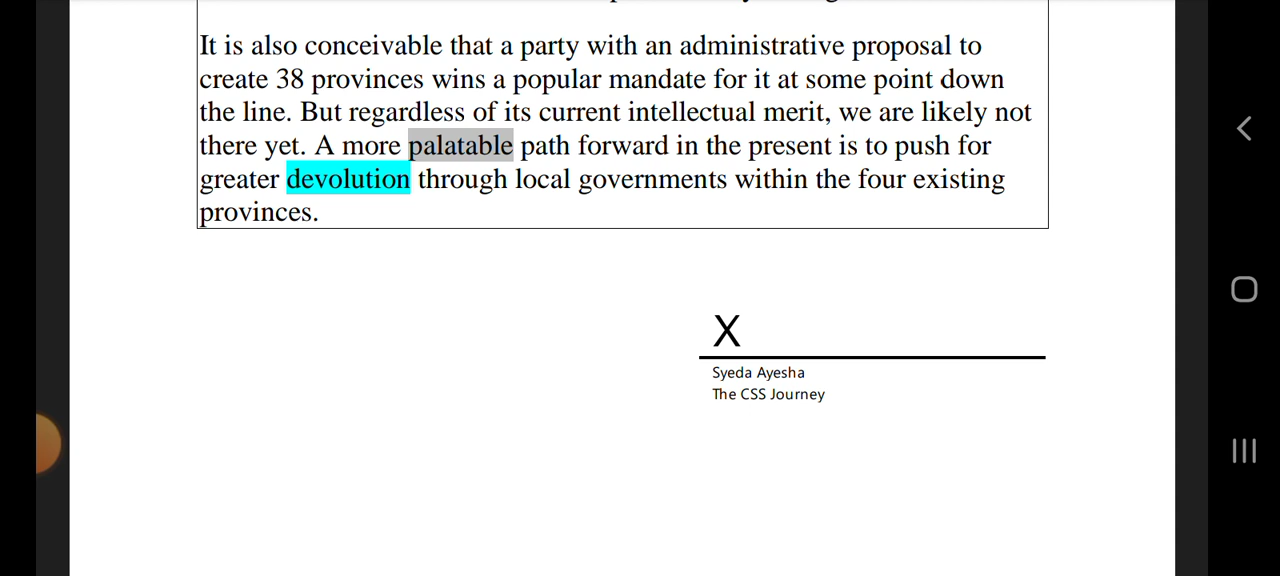 It is also conceivable that a party with an administrative proposal to
create 38 provinces wins a popular mandate for it at some point down
the line. But regardless of its current intellectual merit, we are likely not
there yet. A more palatable path forward in the present is to push for
greater devolution through local governments within the four existing
provinces.
X
Syeda Ayesha
The CSS Journey